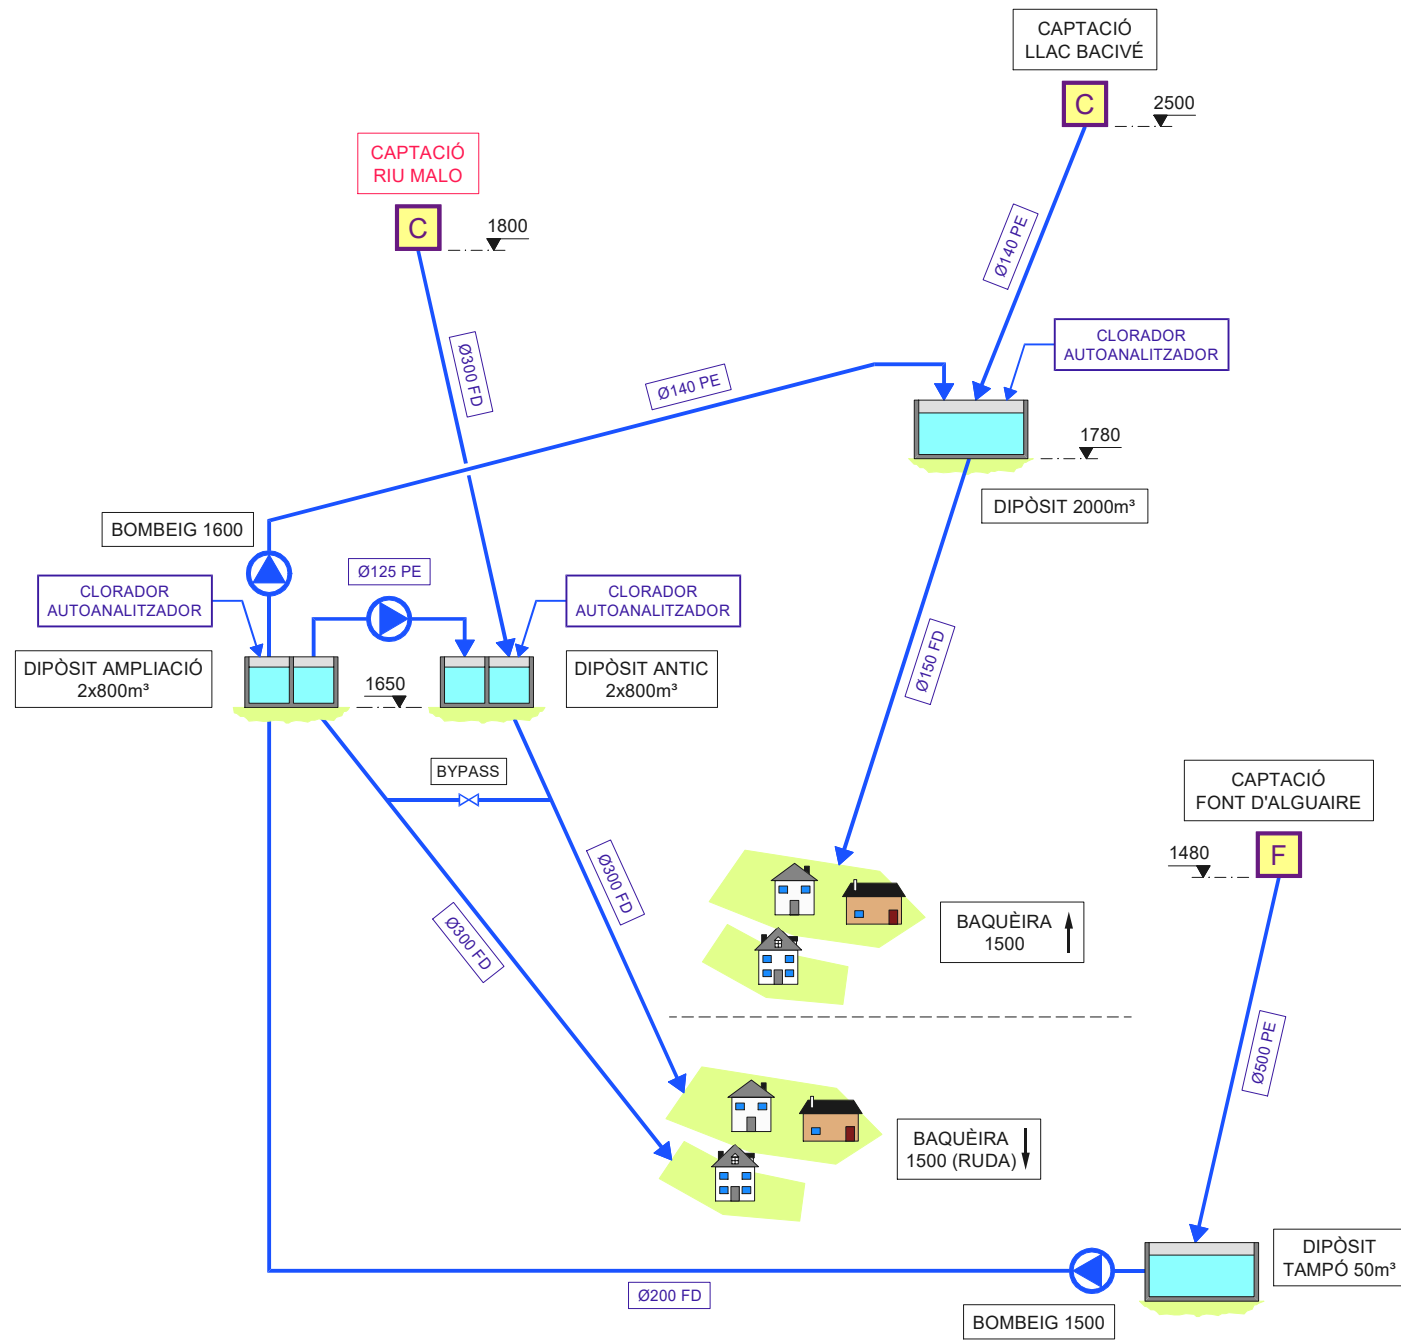 CAPTACIÓ
LLAC BACIVÉ
C
2500
CAPTACIÓ
RIU MALO
C
1800
Ø140 PE
Ø300 FD
CLORADOR
AUTOANALITZADOR
Ø140 PE
1780
DIPÒSIT 2000m³
BOMBEIG 1600
Ø125 PE
CLORADOR
AUTOANALITZADOR
CLORADOR
AUTOANALITZADOR
DIPÒSIT AMPLIACIÓ
2x800m³
1650
DIPÒSIT ANTIC
2x800m³
Ø150 FD
BYPASS
CAPTACIÓ
FONT D'ALGUAIRE
F
1480
Ø300 FD
Ø300 FD
BAQUÈIRA
1500
Ø500 PE
BAQUÈIRA
1500 (RUDA)
DIPÒSIT
TAMPÓ 50m³
Ø200 FD
BOMBEIG 1500